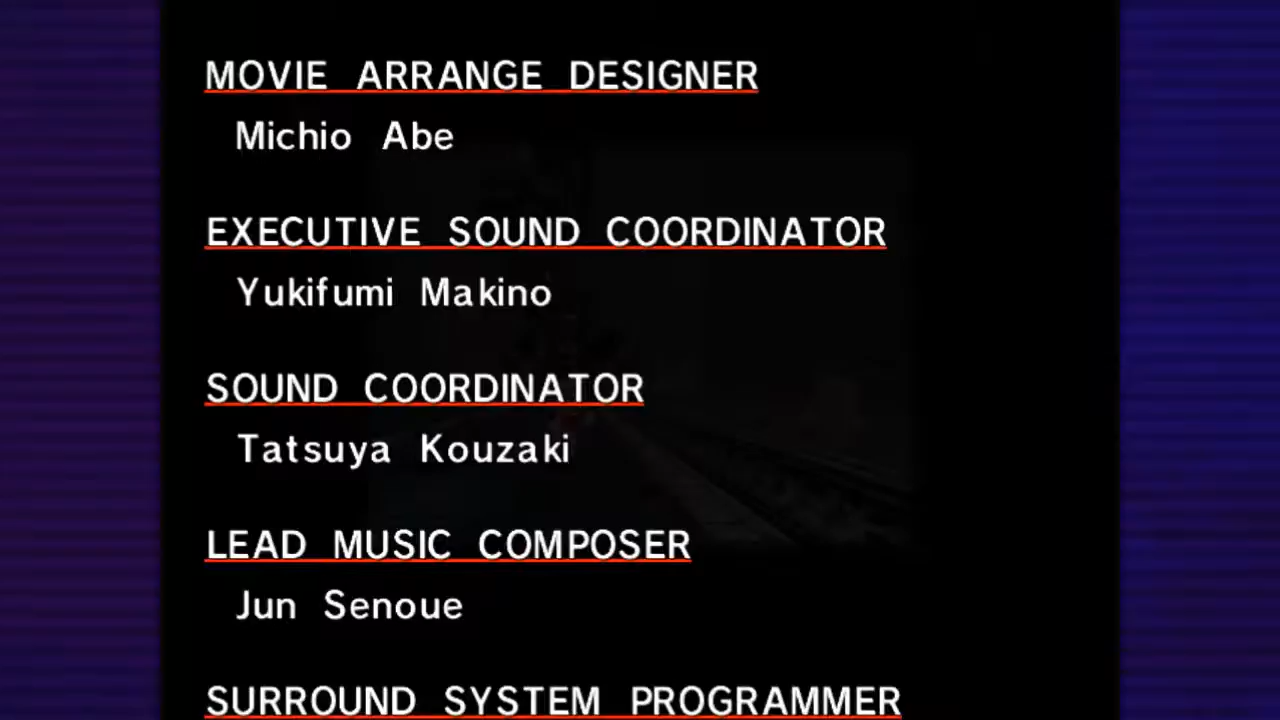 MOVIE ARRANGE DESIGNER
Michio Abe
EXECUTIVE SOUND COORDINATOR
Yukifumi Makino
SOUND COORDINATOR
Tatsuya Kouzaki
LEAD MUSIC COMPOSER
Jun Senoue
SURROUND SYSTEM PROGRAMMER